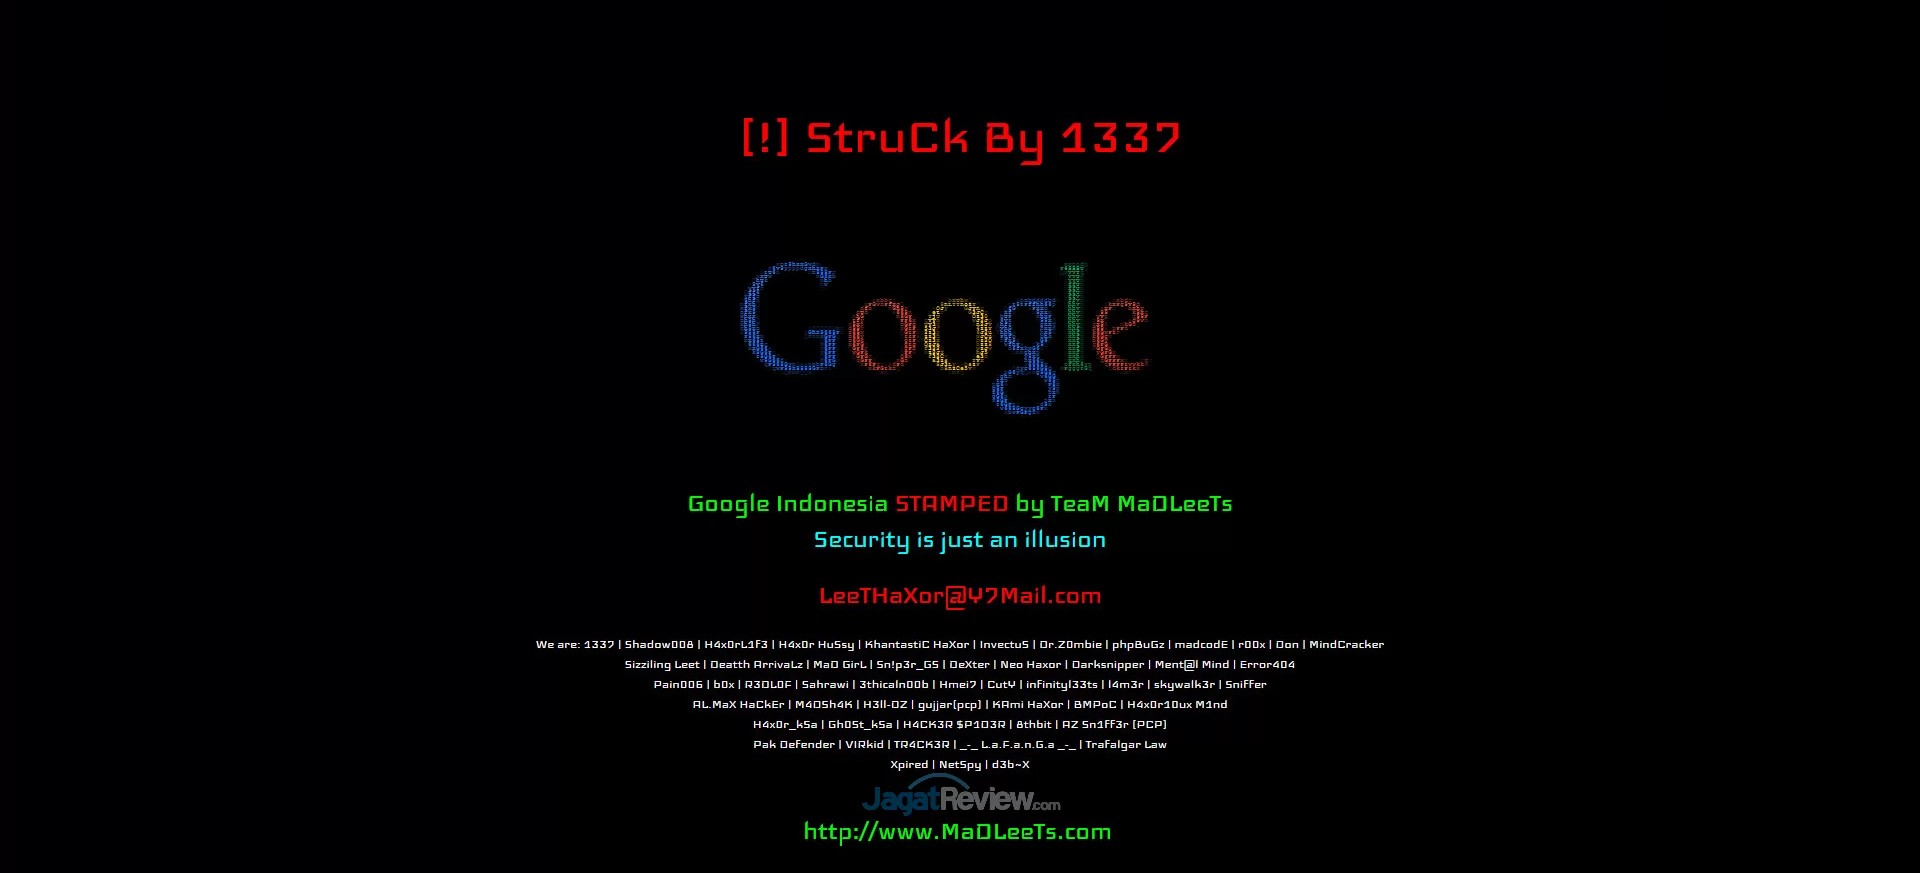 [!] StruCk By 1337
Google
Google Indonesia STAMPED by TeaM MaDLeeTs
Security is just an illusion
LeeTHaXor@Y7Mail.com
We are: 1337 | Shadow008 | H4x0rL1f3 | H4x0r HuSsy | KhantastiC HaXor | InvectuS | Dr.Z0mbie | phpBuGz | madcodE | r00x | Don | MindCracker
Sizziling Leet | Deatth ArrivaLz | MaD GirL | Sn!p3r_GS | DeXter | Neo Haxor | Darksnipper | Ment@l Mind | Error404
Pain006 | b0x | R3DL0F | Sahrawi | 3thicaln00b | Hmei7 | CutY | infinityl33ts | l4m3r | skywalk3r | Sniffer
AL.MaX HaCkEr | M4DSh4K | H3ll-DZ | gujjar(pcp) | KAmi HaXor | BMPoC | H4x0r10ux M1nd
H4x0r_kSa | Gh05t_kSa | H4CK3R $P1D3R | 8thbit | AZ Sn1ff3r [PCP]
Pak Defender | VIRkid | TR4CK3R | _-_ L.a.F.a.n.G.a _-_ | Trafalgar Law
Xpired | NetSpy | d3b~X
JagatReview.com
http://www.MaDLeeTs.com